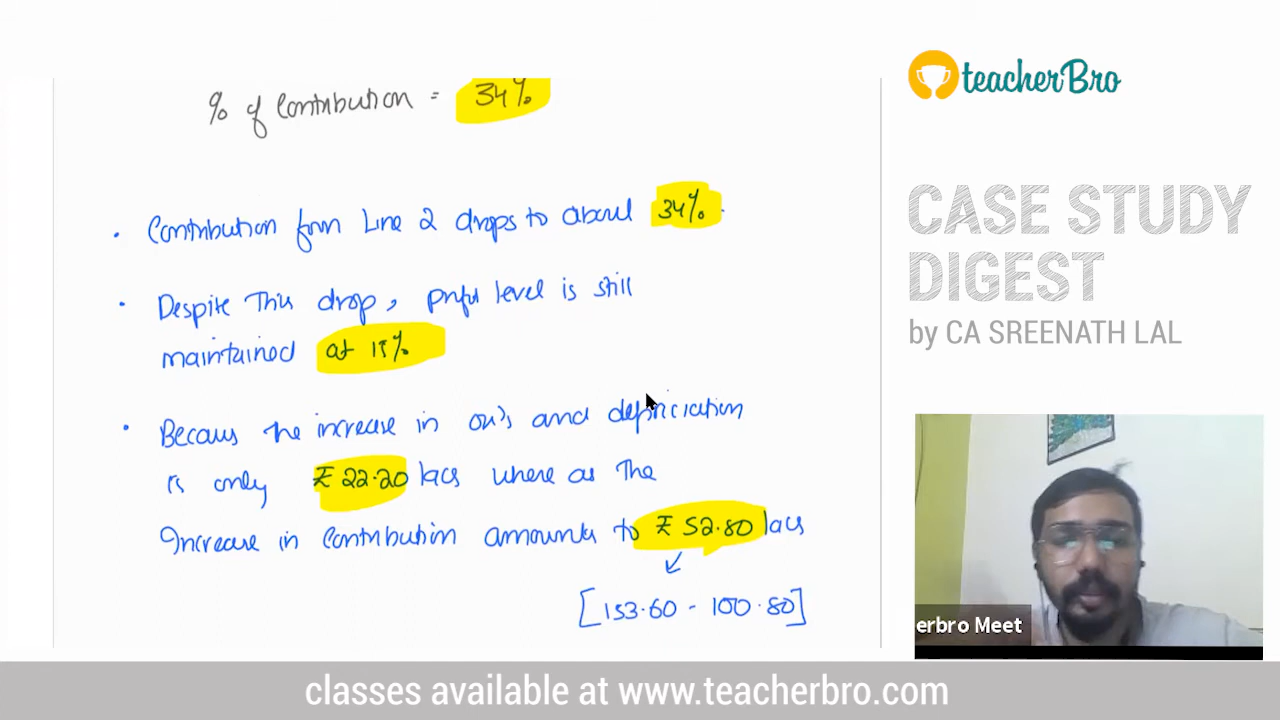 % of Contribution = 34%
• Contribution from Line 2 drops to about 34%.
• Despite This drop, profit level is still
maintained at 15%
• Becaus the increase in OH's and depriciation
is only ₹ 22.20 lacs where as the
Increase in Contribution amounts to ₹ 52.80 lacs
[153.60 - 100.80]
teacherBro
CASE STUDY
DIGEST
by CA SREENATH LAL
erbro Meet
classes available at www.teacherbro.com